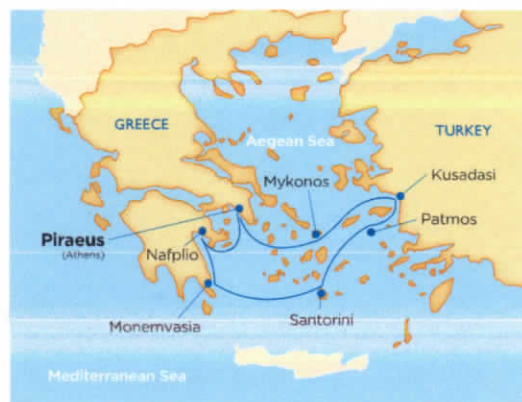 GREECE
Aegean Sea
TURKEY
Mykonos
Kusadasi
Patmos
Piraeus
(Athens)
Nafplio
Monemvasia
Santorini
Mediterranean Sea